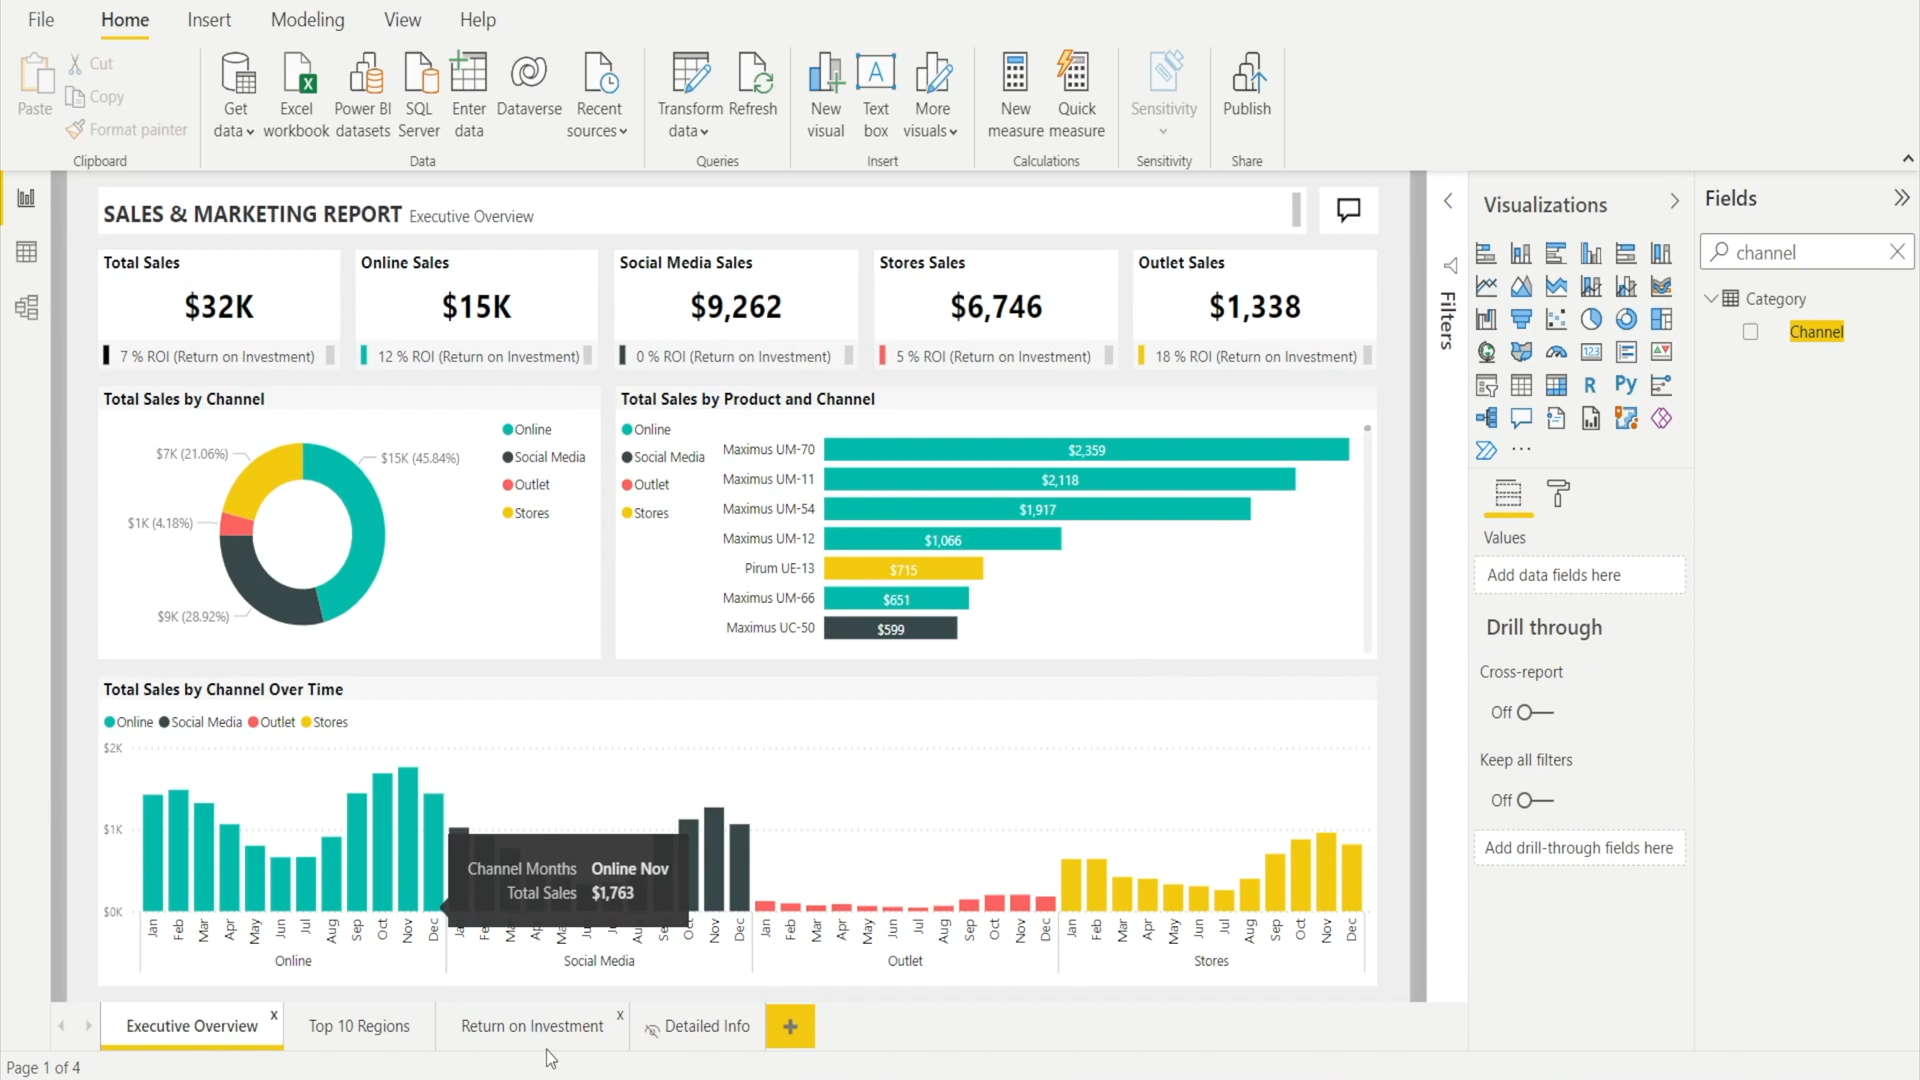 File Home Insert Modeling View Help
Paste
Cut
Copy
Format painter
Clipboard
Get data
Excel workbook
Power BI datasets
SQL Server
Enter data
Dataverse
Recent sources
Data
Transform data
Refresh
Queries
New visual
Text box
More visuals
Insert
New measure
Quick measure
Calculations
Sensitivity
Sensitivity
Publish
Share
SALES & MARKETING REPORT Executive Overview
Total Sales
$32K
7 % ROI (Return on Investment)
Online Sales
$15K
12 % ROI (Return on Investment)
Social Media Sales
$9,262
0 % ROI (Return on Investment)
Stores Sales
$6,746
5 % ROI (Return on Investment)
Outlet Sales
$1,338
18 % ROI (Return on Investment)
Total Sales by Channel
$7K (21.06%)
$15K (45.84%)
$1K (4.18%)
$9K (28.92%)
Online
Social Media
Outlet
Stores
Total Sales by Product and Channel
Online
Social Media
Outlet
Stores
Maximus UM-70 $2,359
Maximus UM-11 $2,118
Maximus UM-54 $1,917
Maximus UM-12 $1,066
Pirum UE-13 $715
Maximus UM-66 $651
Maximus UC-50 $599
Total Sales by Channel Over Time
Online Social Media Outlet Stores
$2K
$1K
$0K
Channel Months Online Nov
Total Sales $1,763
Jan Feb Mar Apr May Jun Jul Aug Sep Oct Nov Dec
Oct Nov Dec
Jan Feb Mar Apr May Jun Jul Aug Sep Oct Nov Dec
Jan Feb Mar Apr May Jun Jul Aug Sep Oct Nov Dec
Online Social Media Outlet Stores
Executive Overview x Top 10 Regions Return on Investment x Detailed Info +
Page 1 of 4
Filters
Visualizations
123
R Py
Values
Add data fields here
Drill through
Cross-report
Off
Keep all filters
Off
Add drill-through fields here
Fields
channel
Category
Channel